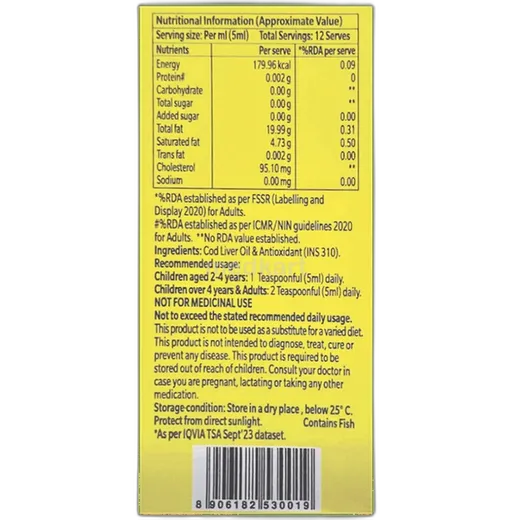 Nutritional Information (Approximate Value)
Serving size: Per ml (5ml) Total Servings: 12 Serves
Nutrients Per serve *%RDA per serve
Energy 179.96 kcal 0.09
Protein# 0.002 g 0
Carbohydrate 0.00 g **
Total sugar 0.00 g **
Added sugar 0.00 g 0.00
Total fat 19.99 g 0.31
Saturated fat 4.73 g 0.50
Trans fat 0.002 g 0.00
Cholesterol 95.10 mg **
Sodium 0.00 mg 0.00
*%RDA established as per FSSR (Labelling and
Display 2020) for Adults.
#%RDA established as per ICMR/NIN guidelines 2020
for Adults. **No RDA value established.
Ingredients: Cod Liver Oil & Antioxidant (INS 310).
Recommended usage:
Children aged 2-4 years: 1 Teaspoonful (5ml) daily.
Children over 4 years & Adults: 2 Teaspoonful (5ml) daily.
NOT FOR MEDICINAL USE
Not to exceed the stated recommended daily usage.
This product is not to be used as a substitute for a varied diet.
This product is not intended to diagnose, treat, cure or
prevent any disease. This product is required to be
stored out of reach of children. Consult your doctor in
case you are pregnant, lactating or taking any other
medication.
Storage-condition: Store in a dry place , below 25° C.
Protect from direct sunlight. Contains Fish
*As per IQVIA TSA Sept'23 dataset.
8 906182 530019